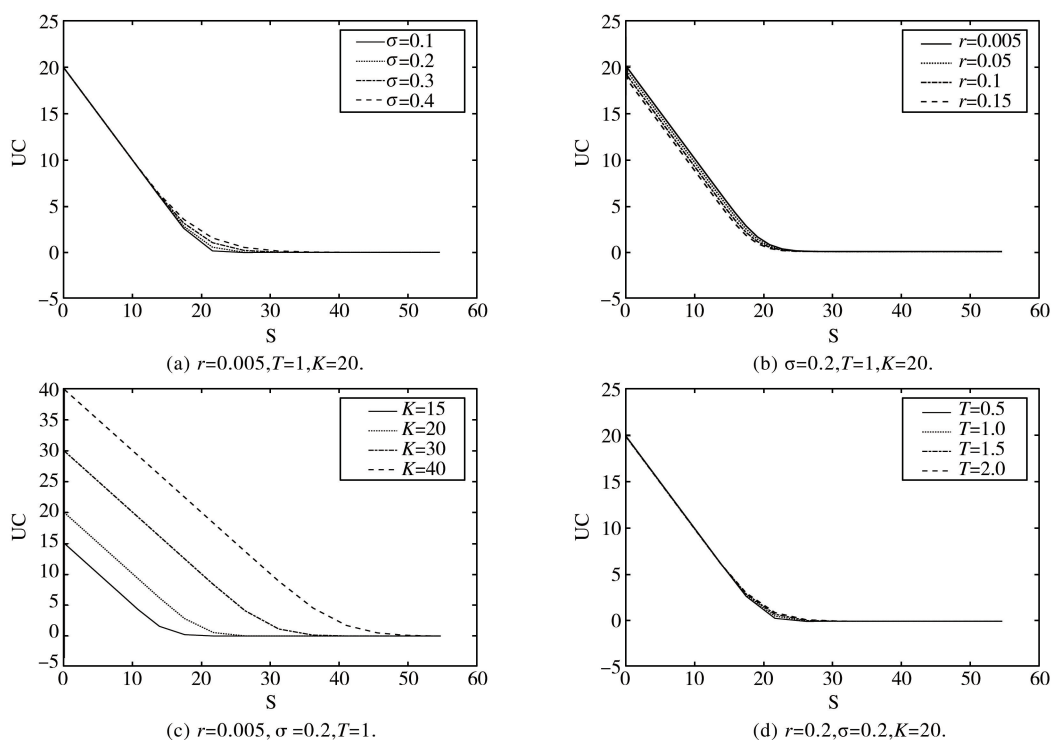 25
20
15
10
5
0
−5
UC
0 10 20 30 40 50 60
S
σ=0.1
σ=0.2
σ=0.3
σ=0.4
(a) r=0.005,T=1,K=20.
25
20
15
10
5
0
−5
UC
0 10 20 30 40 50 60
S
r=0.005
r=0.05
r=0.1
r=0.15
(b) σ=0.2,T=1,K=20.
40
35
30
25
20
15
10
5
0
−5
UC
0 10 20 30 40 50 60
S
K=15
K=20
K=30
K=40
(c) r=0.005, σ =0.2,T=1.
25
20
15
10
5
0
−5
UC
0 10 20 30 40 50 60
S
T=0.5
T=1.0
T=1.5
T=2.0
(d) r=0.2,σ=0.2,K=20.